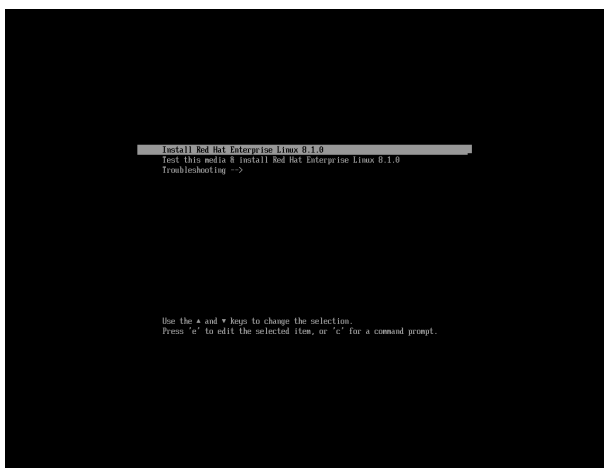 Install Red Hat Enterprise Linux 8.1.0
Test this media & install Red Hat Enterprise Linux 8.1.0
Troubleshooting -->
Use the ▲ and ▼ keys to change the selection.
Press 'e' to edit the selected item, or 'c' for a command prompt.